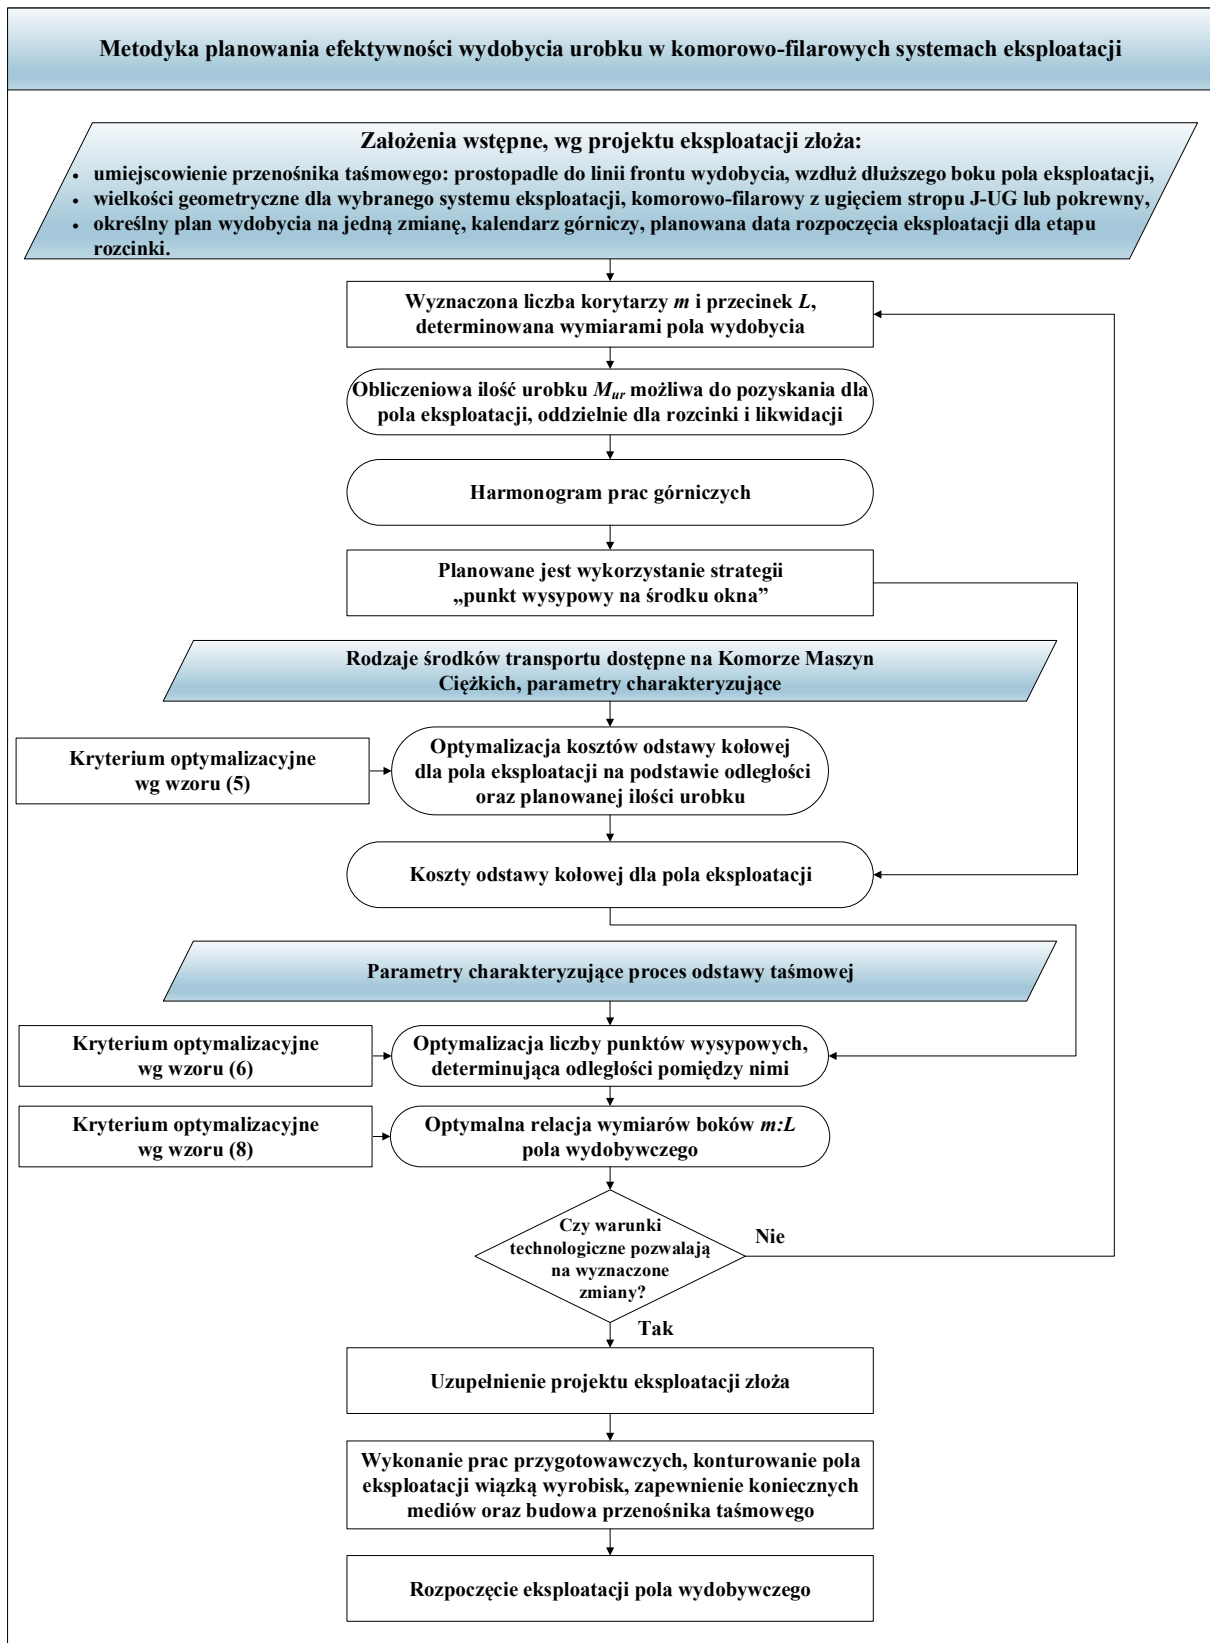 Metodyka planowania efektywności wydobycia urobku w komorowo-filarowych systemach eksploatacji
Założenia wstępne, wg projektu eksploatacji złoża:
• umiejscowienie przenośnika taśmowego: prostopadle do linii frontu wydobycia, wzdłuż dłuższego boku pola eksploatacji,
• wielkości geometryczne dla wybranego systemu eksploatacji, komorowo-filarowy z ugięciem stropu J-UG lub pokrewny,
• określny plan wydobycia na jedną zmianę, kalendarz górniczy, planowana data rozpoczęcia eksploatacji dla etapu
rozcinki.
Wyznaczona liczba korytarzy m i przecinek L,
determinowana wymiarami pola wydobycia
Obliczeniowa ilość urobku Mur możliwa do pozyskania dla
pola eksploatacji, oddzielnie dla rozcinki i likwidacji
Harmonogram prac górniczych
Planowane jest wykorzystanie strategii
„punkt wysypowy na środku okna”
Rodzaje środków transportu dostępne na Komorze Maszyn
Ciężkich, parametry charakteryzujące
Kryterium optymalizacyjne
wg wzoru (5)
Optymalizacja kosztów odstawy kołowej
dla pola eksploatacji na podstawie odległości
oraz planowanej ilości urobku
Koszty odstawy kołowej dla pola eksploatacji
Parametry charakteryzujące proces odstawy taśmowej
Kryterium optymalizacyjne
wg wzoru (6)
Optymalizacja liczby punktów wysypowych,
determinująca odległości pomiędzy nimi
Kryterium optymalizacyjne
wg wzoru (8)
Optymalna relacja wymiarów boków m:L
pola wydobywczego
Czy warunki
technologiczne pozwalają
na wyznaczone
zmiany?
Nie
Tak
Uzupełnienie projektu eksploatacji złoża
Wykonanie prac przygotowawczych, konturowanie pola
eksploatacji wiązką wyrobisk, zapewnienie koniecznych
mediów oraz budowa przenośnika taśmowego
Rozpoczęcie eksploatacji pola wydobywczego